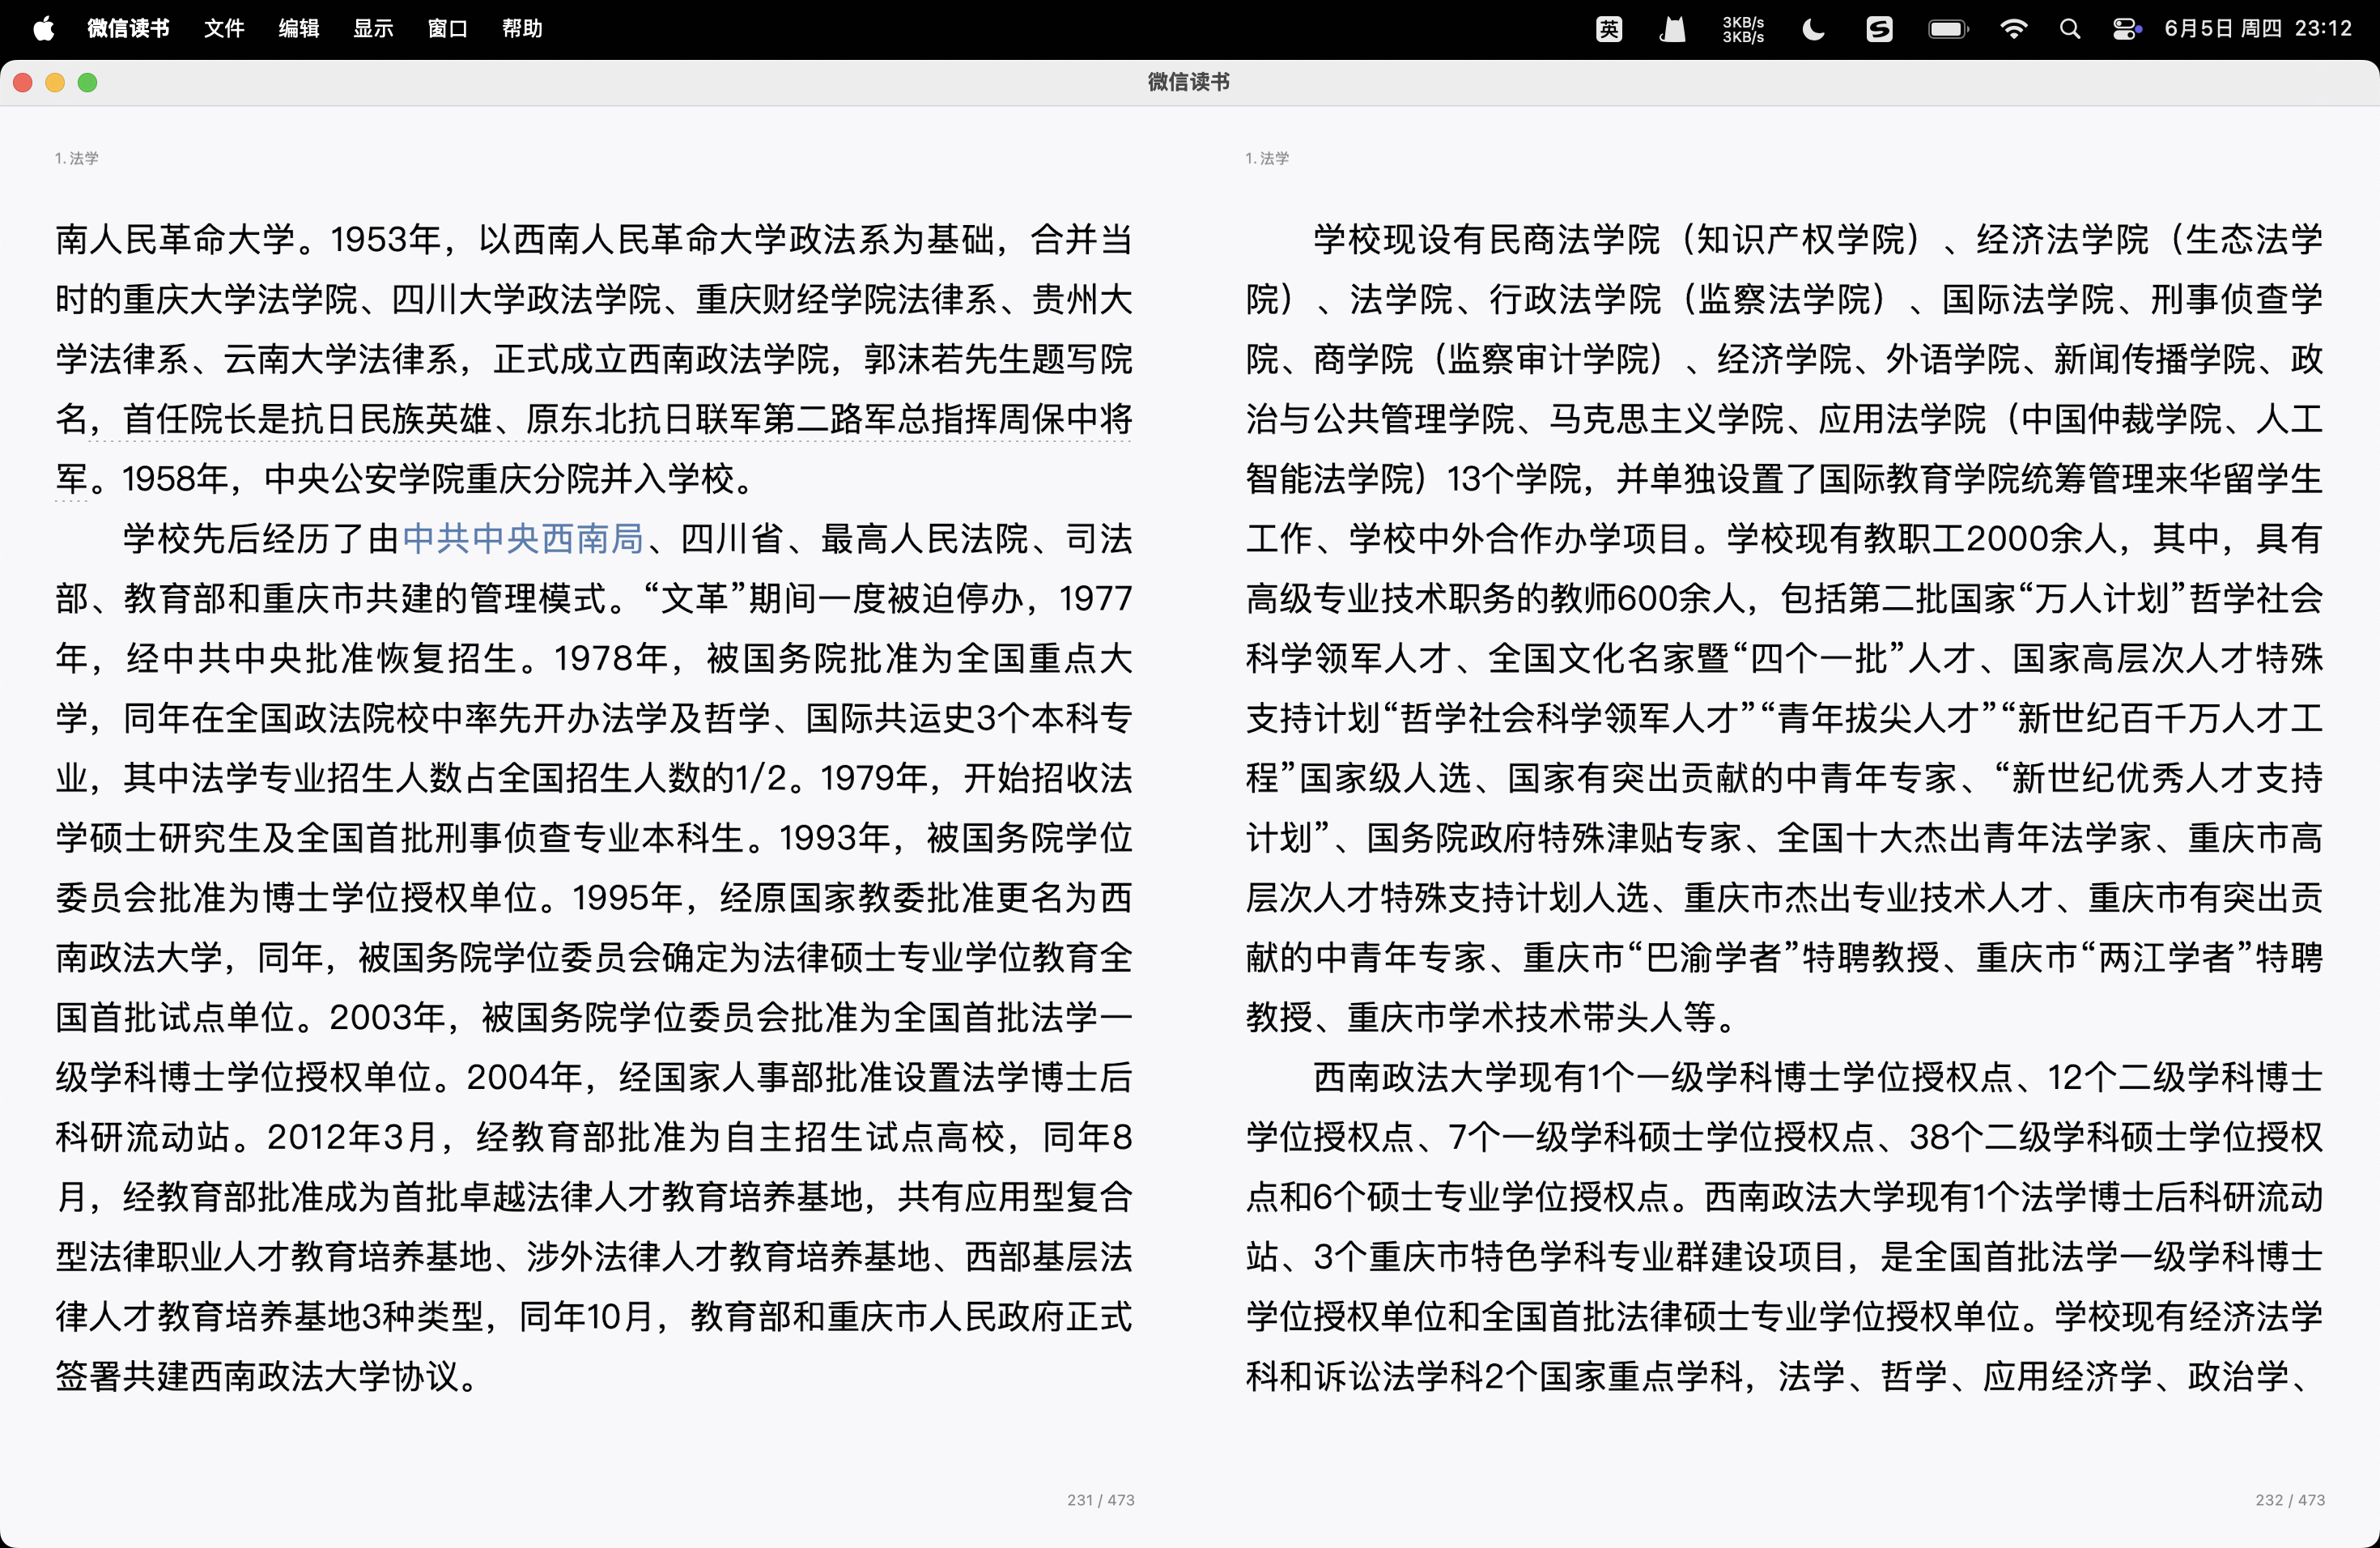 微信读书 文件 编辑 显示 窗口 帮助 英 3KB/s 3KB/s 6月5日 周四 23:12
微信读书
1. 法学
南人民革命大学。1953年，以西南人民革命大学政法系为基础，合并当
时的重庆大学法学院、四川大学政法学院、重庆财经学院法律系、贵州大
学法律系、云南大学法律系，正式成立西南政法学院，郭沫若先生题写院
名，首任院长是抗日民族英雄、原东北抗日联军第二路军总指挥周保中将
军。1958年，中央公安学院重庆分院并入学校。
学校先后经历了由中共中央西南局、四川省、最高人民法院、司法
部、教育部和重庆市共建的管理模式。“文革”期间一度被迫停办，1977
年，经中共中央批准恢复招生。1978年，被国务院批准为全国重点大
学，同年在全国政法院校中率先开办法学及哲学、国际共运史3个本科专
业，其中法学专业招生人数占全国招生人数的1/2。1979年，开始招收法
学硕士研究生及全国首批刑事侦查专业本科生。1993年，被国务院学位
委员会批准为博士学位授权单位。1995年，经原国家教委批准更名为西
南政法大学，同年，被国务院学位委员会确定为法律硕士专业学位教育全
国首批试点单位。2003年，被国务院学位委员会批准为全国首批法学一
级学科博士学位授权单位。2004年，经国家人事部批准设置法学博士后
科研流动站。2012年3月，经教育部批准为自主招生试点高校，同年8
月，经教育部批准成为首批卓越法律人才教育培养基地，共有应用型复合
型法律职业人才教育培养基地、涉外法律人才教育培养基地、西部基层法
律人才教育培养基地3种类型，同年10月，教育部和重庆市人民政府正式
签署共建西南政法大学协议。
231 / 473
1. 法学
学校现设有民商法学院（知识产权学院）、经济法学院（生态法学
院）、法学院、行政法学院（监察法学院）、国际法学院、刑事侦查学
院、商学院（监察审计学院）、经济学院、外语学院、新闻传播学院、政
治与公共管理学院、马克思主义学院、应用法学院（中国仲裁学院、人工
智能法学院）13个学院，并单独设置了国际教育学院统筹管理来华留学生
工作、学校中外合作办学项目。学校现有教职工2000余人，其中，具有
高级专业技术职务的教师600余人，包括第二批国家“万人计划”哲学社会
科学领军人才、全国文化名家暨“四个一批”人才、国家高层次人才特殊
支持计划“哲学社会科学领军人才”“青年拔尖人才”“新世纪百千万人才工
程”国家级人选、国家有突出贡献的中青年专家、“新世纪优秀人才支持
计划”、国务院政府特殊津贴专家、全国十大杰出青年法学家、重庆市高
层次人才特殊支持计划人选、重庆市杰出专业技术人才、重庆市有突出贡
献的中青年专家、重庆市“巴渝学者”特聘教授、重庆市“两江学者”特聘
教授、重庆市学术技术带头人等。
西南政法大学现有1个一级学科博士学位授权点、12个二级学科博士
学位授权点、7个一级学科硕士学位授权点、38个二级学科硕士学位授权
点和6个硕士专业学位授权点。西南政法大学现有1个法学博士后科研流动
站、3个重庆市特色学科专业群建设项目，是全国首批法学一级学科博士
学位授权单位和全国首批法律硕士专业学位授权单位。学校现有经济法学
科和诉讼法学科2个国家重点学科，法学、哲学、应用经济学、政治学、
232 / 473